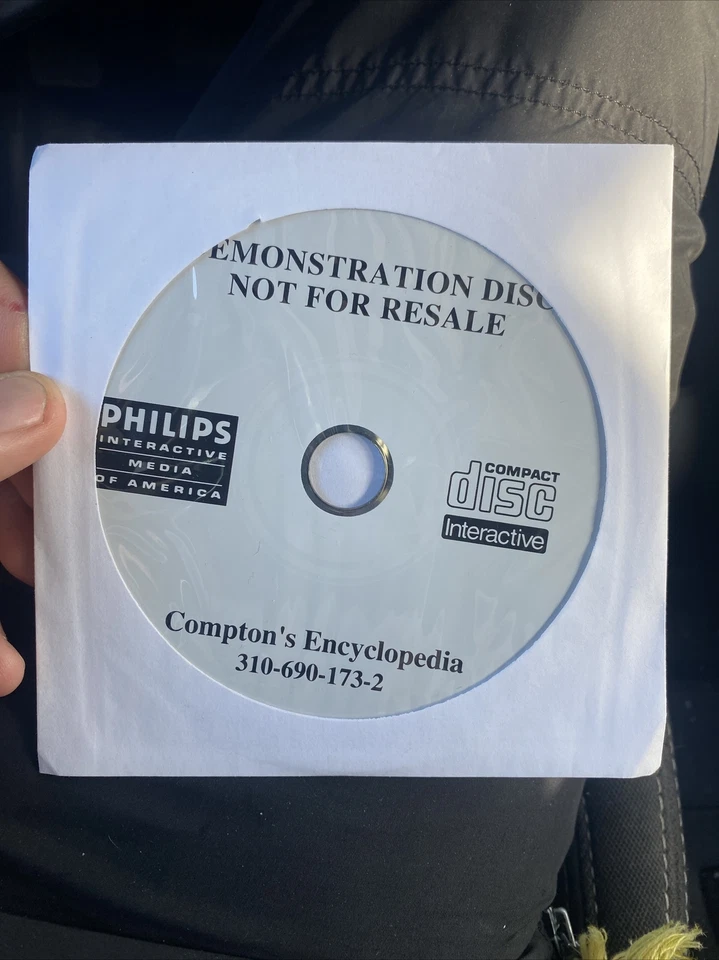 EMONSTRATION DISC
NOT FOR RESALE
PHILIPS
INTERACTIVE
MEDIA
OF AMERICA
COMPACT
disc
Interactive
Compton's Encyclopedia
310-690-173-2